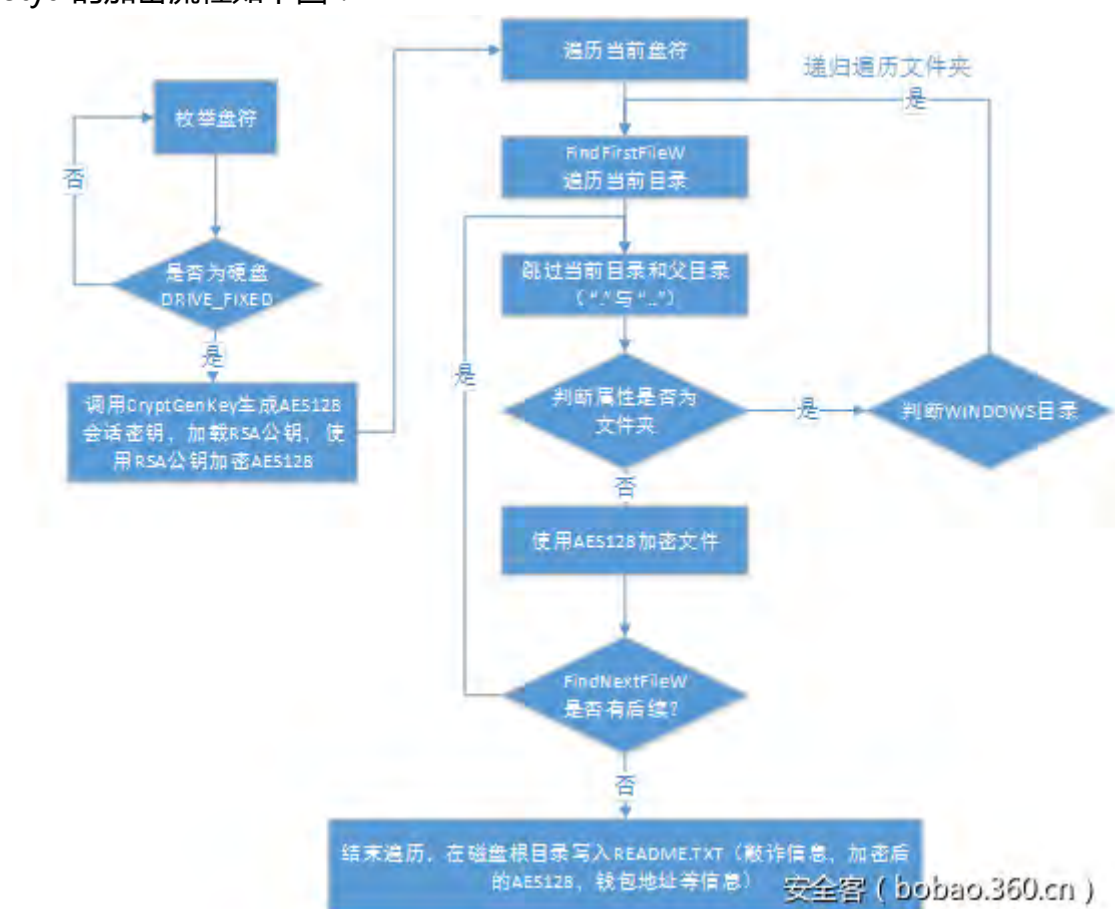 的加密流程如下图：
枚举盘符
否
是否为硬盘
DRIVE_FIXED
是
调用CryptGenKey生成AES128
会话密钥，加载RSA公钥、使
用RSA公钥加密AES128
遍历当前盘符
递归遍历文件夹
是
FindFirstFileW
遍历当前目录
跳过当前目录和父目录
（“.”与“..”）
是
判断属性是否为
文件夹
是
判断WINDOWS目录
否
使用AES128加密文件
FindNextFileW
是否有后续？
否
结束遍历，在磁盘根目录写入README.TXT（敲诈信息、加密后
的AES128，钱包地址等信息）
安全客（bobao.360.cn）